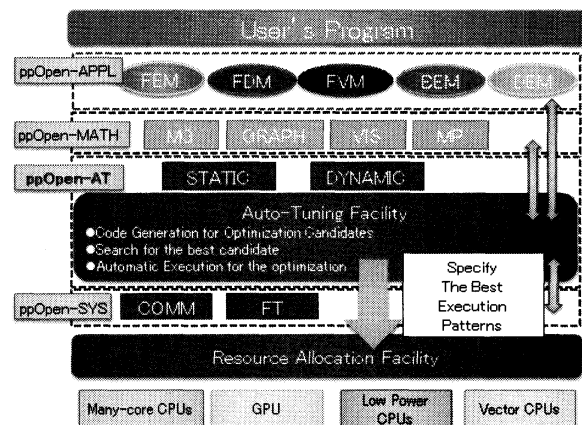 User's Program
ppOpen-APPL
FEM FDM FVM BEM DEM
ppOpen-MATH
MG GRAPH VIS MP
ppOpen-AT
STATIC DYNAMIC
Auto-Tuning Facility
●Code Generation for Optimization Candidates
●Search for the best candidate
●Automatic Execution for the optimization
Specify
The Best
Execution
Patterns
ppOpen-SYS
COMM FT
Resource Allocation Facility
Many-core CPUs GPU Low Power
CPUs Vector CPUs